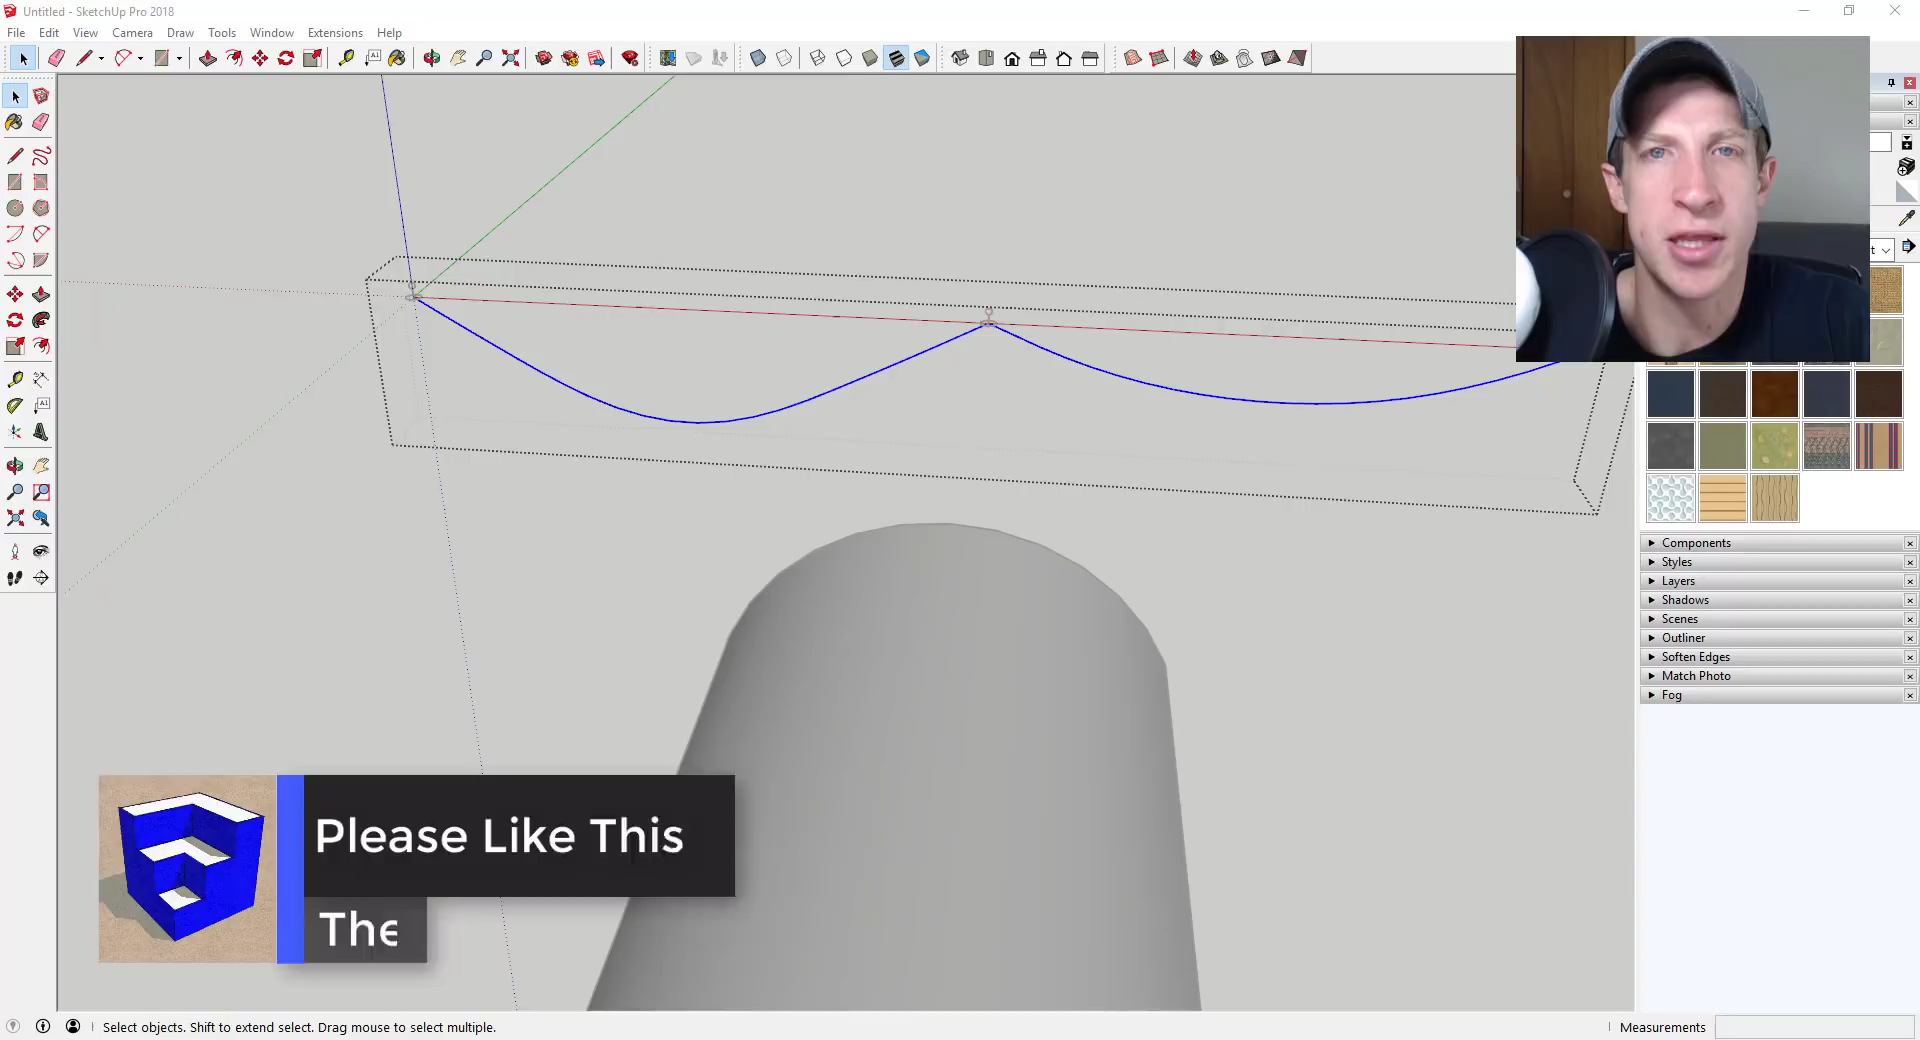 Untitled - SketchUp Pro 2018
File Edit View Camera Draw Tools Window Extensions Help
Components
Styles
Layers
Shadows
Scenes
Outliner
Soften Edges
Match Photo
Fog
Please Like This
The
Select objects. Shift to extend select. Drag mouse to select multiple.
Measurements